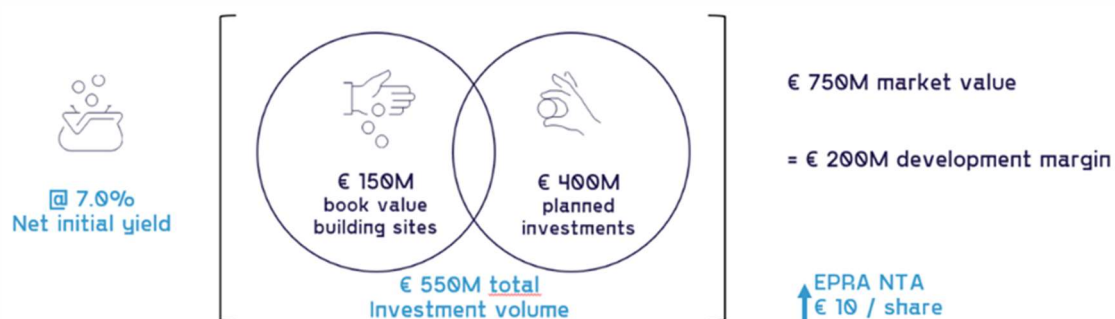 @ 7.0%
Net initial yield
€ 150M
book value
building sites
€ 400M
planned
investments
€ 550M total
Investment volume
€ 750M market value
= € 200M development margin
EPRA NTA
€ 10 / share